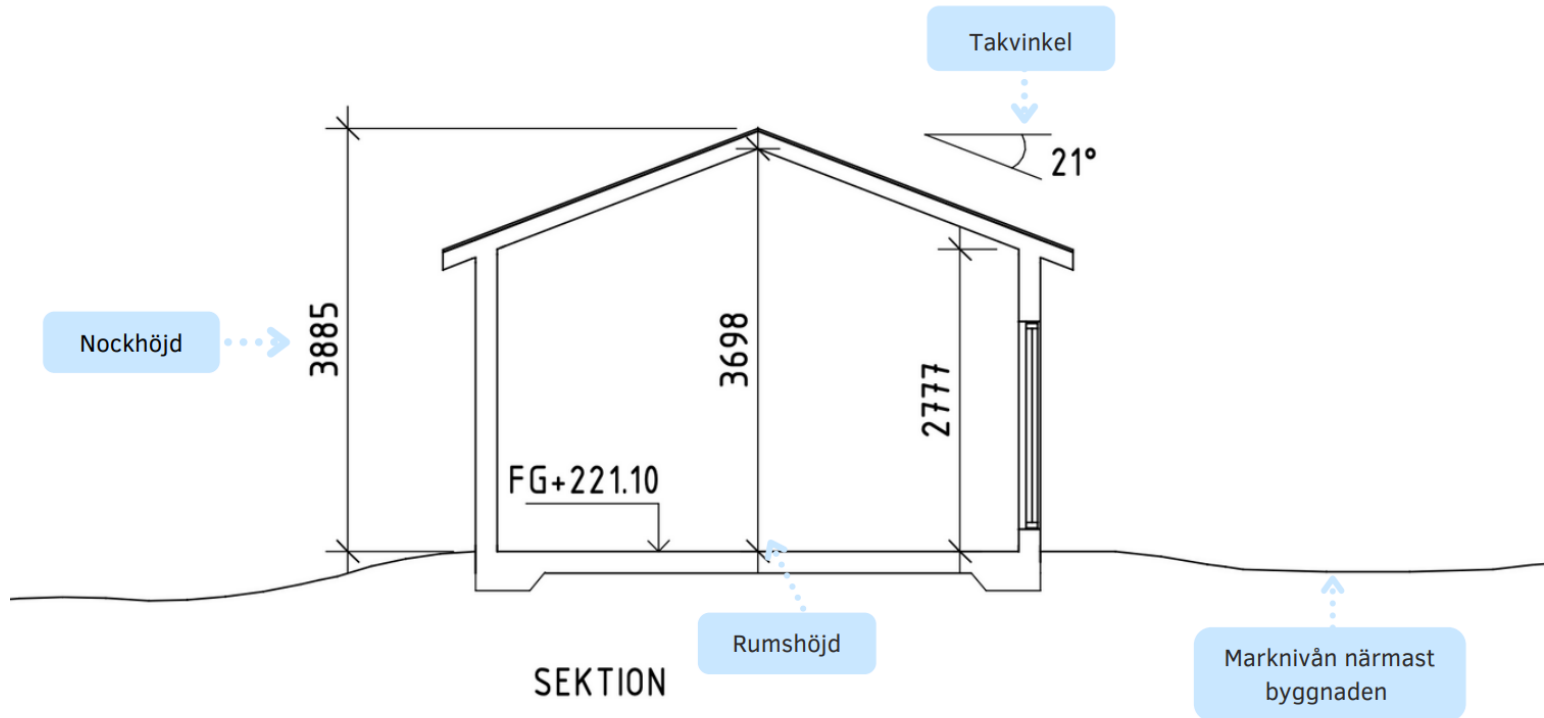 Takvinkel
21°
Nockhöjd
3885
3698
2777
FG+221.10
Rumshöjd
SEKTION
Marknivån närmast
byggnaden